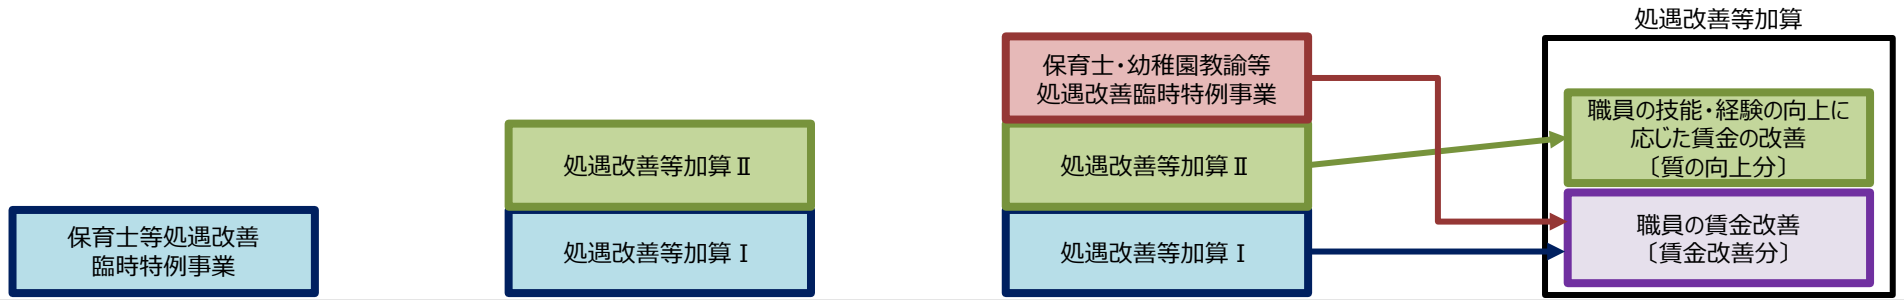 保育士等処遇改善
臨時特例事業
処遇改善等加算Ⅱ
処遇改善等加算Ⅰ
保育士・幼稚園教諭等
処遇改善臨時特例事業
処遇改善等加算Ⅱ
処遇改善等加算Ⅰ
処遇改善等加算
職員の技能・経験の向上に
応じた賃金の改善
〔質の向上分〕
職員の賃金改善
〔賃金改善分〕